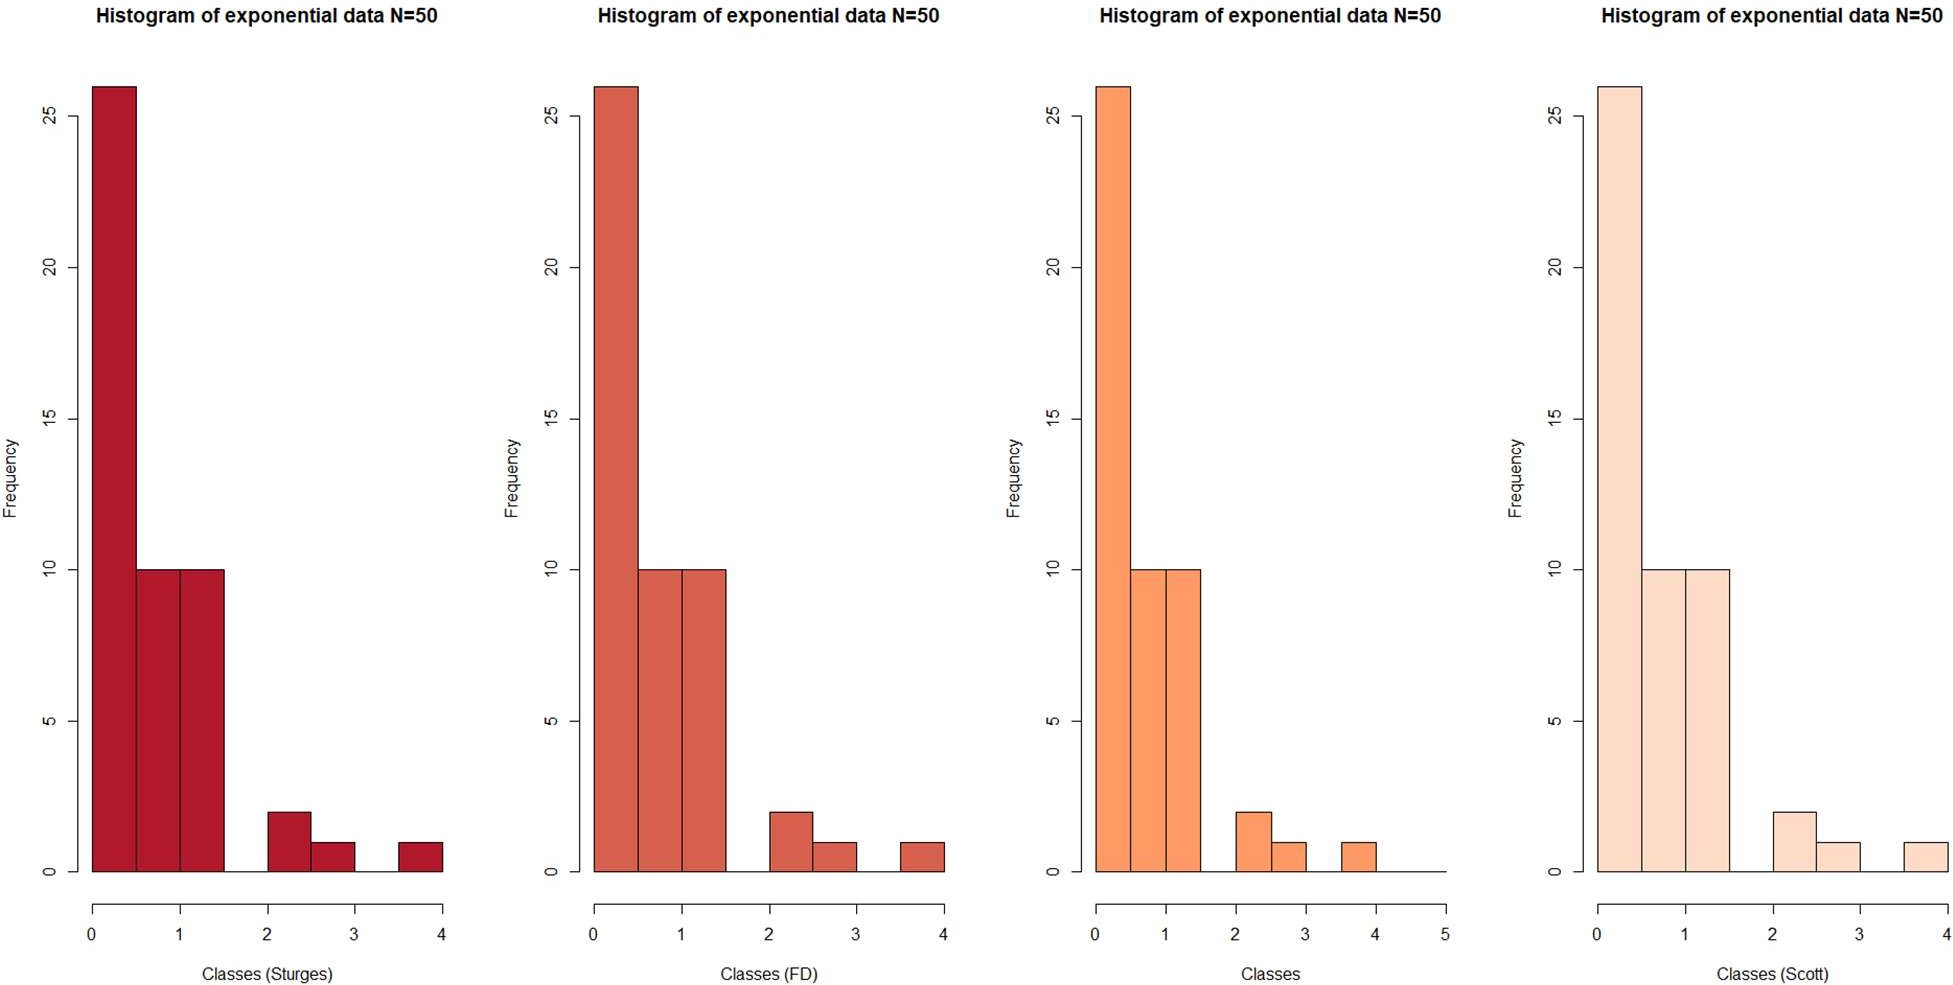 Histogram of exponential data N=50
Frequency
25
20
15
10
5
0
0 1 2 3 4
Classes (Sturges)
Histogram of exponential data N=50
Frequency
25
20
15
10
5
0
0 1 2 3 4
Classes (FD)
Histogram of exponential data N=50
Frequency
25
20
15
10
5
0
0 1 2 3 4 5
Classes
Histogram of exponential data N=50
Frequency
25
20
15
10
5
0
0 1 2 3 4
Classes (Scott)